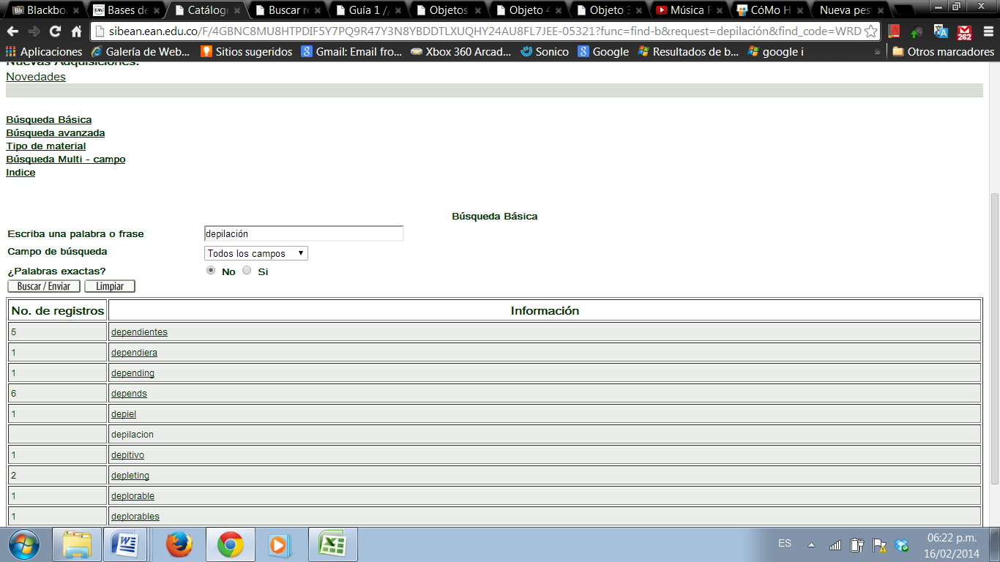 Blackbo Bases de Catálogo Buscar re Guía 1 / Objetos Objeto 4 Objeto 3 Música F CóMo H Nueva pes
sibean.ean.edu.co/F/4GBNC8MU8HTPDIF5Y7PQ9R47Y3N8YBDDTLXUQHY24AU8FL7JEE-05321?func=find-b&request=depilación&find_code=WRD
Aplicaciones Galería de Web... Sitios sugeridos Gmail: Email fro... Xbox 360 Arcad... Sonico Google Resultados de b... google i » Otros marcadores
Nuevas Adquisiciones:
Novedades
Búsqueda Básica
Búsqueda avanzada
Tipo de material
Búsqueda Multi - campo
Indice
Búsqueda Básica
Escriba una palabra o frase depilación
Campo de búsqueda Todos los campos
¿Palabras exactas? No Si
Buscar / Enviar Limpiar
No. de registros Información
5 dependientes
1 dependiera
1 depending
6 depends
1 depiel
depilacion
1 depitivo
2 depleting
1 deplorable
1 deplorables
ES 06:22 p.m.
16/02/2014